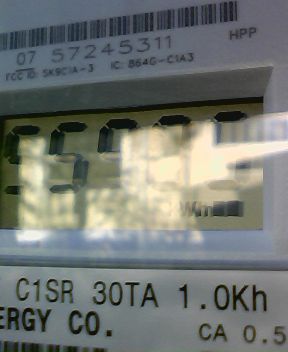 HPP
07 57245311
FCC ID: SK9C1A-3 IC: 864G-C1A3
C1SR 30TA 1.0Kh
ERGY CO.
CA 0.5